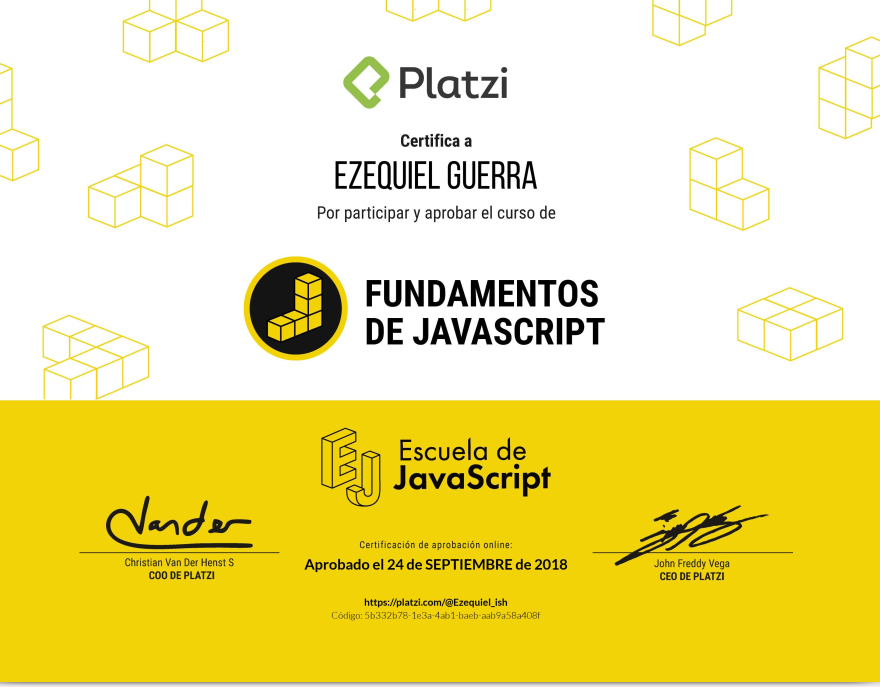 Platzi
Certifica a
EZEQUIEL GUERRA
Por participar y aprobar el curso de
FUNDAMENTOS
DE JAVASCRIPT
EJ
Escuela de
JavaScript
Vander
Christian Van Der Henst S
COO DE PLATZI
Certificación de aprobación online:
Aprobado el 24 de SEPTIEMBRE de 2018
https://platzi.com/@Ezequiel_ish
Código: 5b332b78-1e3a-4ab1-baeb-aab9a58a408f
John Freddy Vega
CEO DE PLATZI